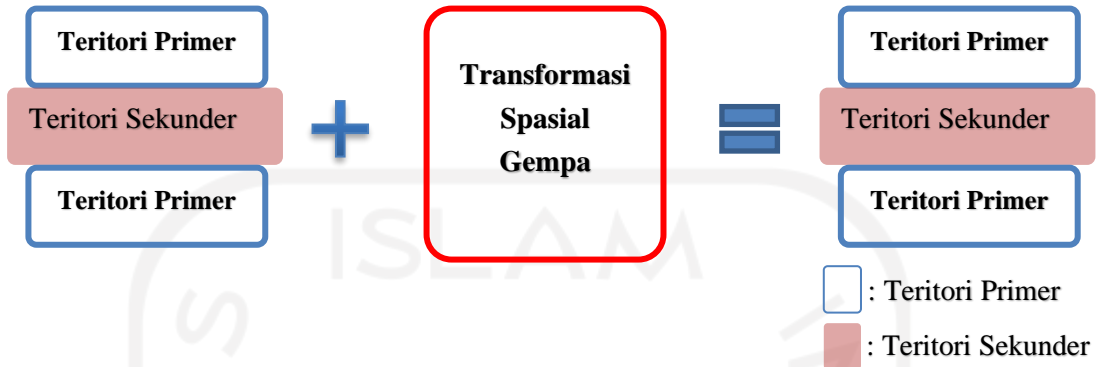 Teritori Primer
Teritori Sekunder
Teritori Primer
Transformasi
Spasial
Gempa
Teritori Primer
Teritori Sekunder
Teritori Primer
: Teritori Primer
: Teritori Sekunder
ISLAM
S